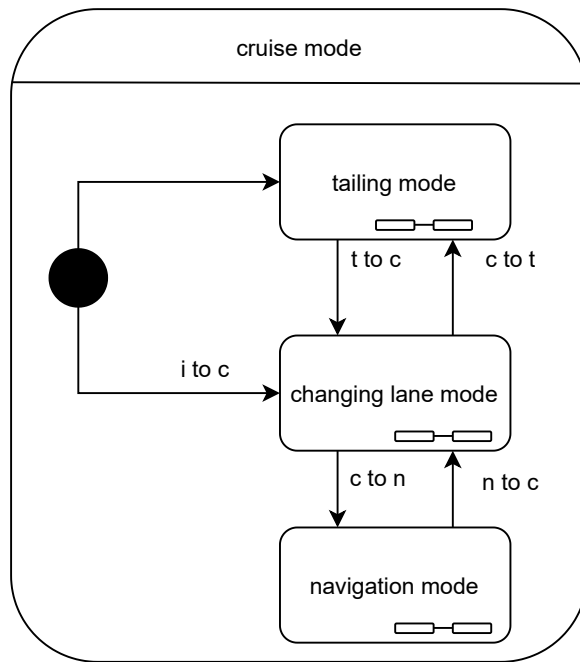 cruise mode
tailing mode
t to c
c to t
i to c
changing lane mode
c to n
n to c
navigation mode